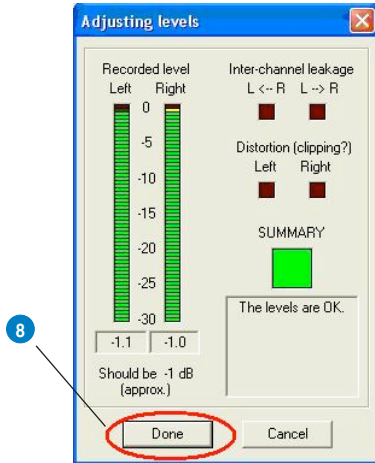 Adjusting levels
Recorded level
Left Right
0
-5
-10
-15
-20
-25
-30
-1.1 -1.0
Should be -1 dB
(approx.)
Inter-channel leakage
L <-- R L --> R
Distortion (clipping?)
Left Right
SUMMARY
The levels are OK.
8
Done Cancel